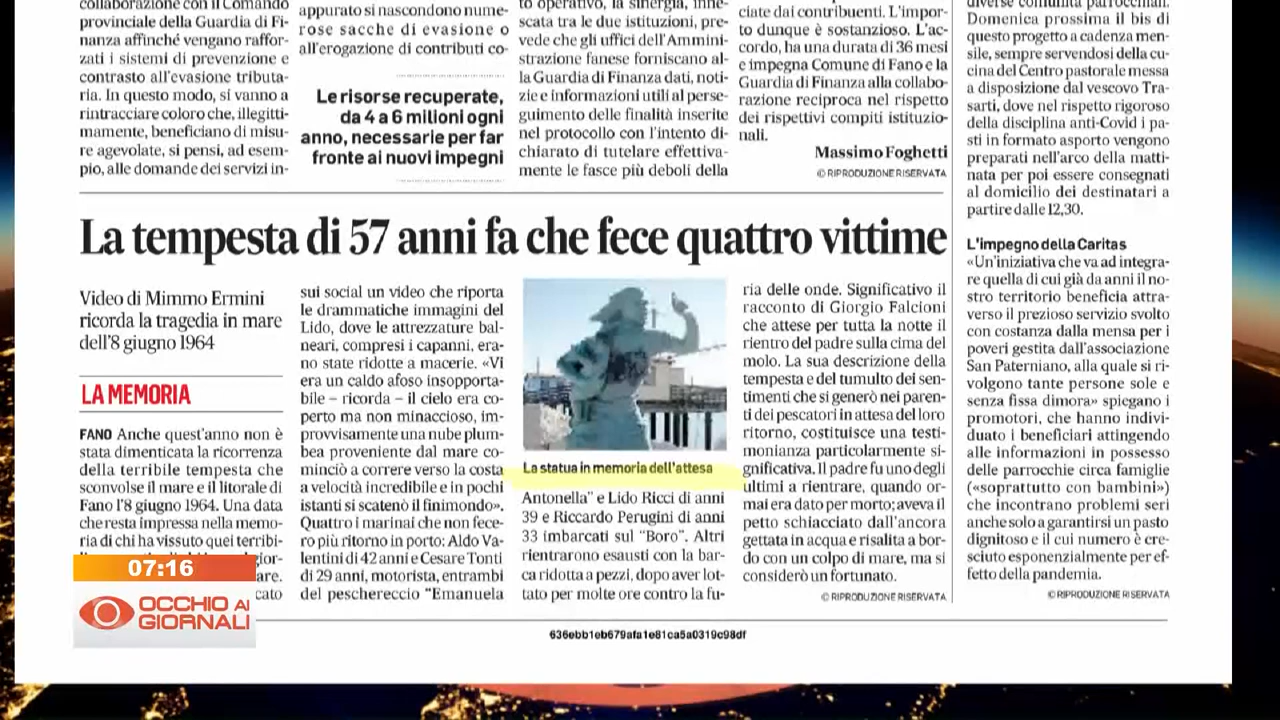 collaborazione con il Comando
provinciale della Guardia di Fi-
nanza affinché vengano raffor-
zati i sistemi di prevenzione e
contrasto all'evasione tributa-
ria. In questo modo, si vanno a
rintracciare coloro che, illegitti-
mamente, beneficiano di misu-
re agevolate, si pensi, ad esem-
pio, alle domande dei servizi in-
appurato si nascondono nume-
rose sacche di evasione o
all'erogazione di contributi co-
Le risorse recuperate,
da 4 a 6 milioni ogni
anno, necessarie per far
fronte ai nuovi impegni
to operativo, la sinergia, inne-
scata tra le due istituzioni, pre-
vede che gli uffici dell'Ammini-
strazione fanese forniscano al-
la Guardia di Finanza dati, noti-
zie e informazioni utili al perse-
guimento delle finalità inserite
nel protocollo con l'intento di-
chiarato di tutelare effettiva-
mente le fasce più deboli della
ciate dai contribuenti. L'impor-
to dunque è sostanzioso. L'ac-
cordo, ha una durata di 36 mesi
e impegna Comune di Fano e la
Guardia di Finanza alla collabo-
razione reciproca nel rispetto
dei rispettivi compiti istituzio-
nali.
Massimo Foghetti
© RIPRODUZIONE RISERVATA
La tempesta di 57 anni fa che fece quattro vittime
Video di Mimmo Ermini
ricorda la tragedia in mare
dell'8 giugno 1964
LA MEMORIA
FANO Anche quest'anno non è
stata dimenticata la ricorrenza
della terribile tempesta che
sconvolse il mare e il litorale di
Fano l'8 giugno 1964. Una data
che resta impressa nella memo-
ria di chi ha vissuto quei terribi-
gior-
are.
cato
sui social un video che riporta
le drammatiche immagini del
Lido, dove le attrezzature bal-
neari, compresi i capanni, era-
no state ridotte a macerie. «Vi
era un caldo afoso insopporta-
bile – ricorda – il cielo era co-
perto ma non minaccioso, im-
provvisamente una nube plum-
bea proveniente dal mare co-
minciò a correre verso la costa
a velocità incredibile e in pochi
istanti si scatenò il finimondo».
Quattro i marinai che non fece-
ro più ritorno in porto: Aldo Va-
lentini di 42 anni e Cesare Tonti
di 29 anni, motorista, entrambi
del peschereccio "Emanuela
La statua in memoria dell'attesa
Antonella" e Lido Ricci di anni
39 e Riccardo Perugini di anni
33 imbarcati sul "Boro". Altri
rientrarono esausti con la bar-
ca ridotta a pezzi, dopo aver lot-
tato per molte ore contro la fu-
ria delle onde. Significativo il
racconto di Giorgio Falcioni
che attese per tutta la notte il
rientro del padre sulla cima del
molo. La sua descrizione della
tempesta e del tumulto dei sen-
timenti che si generò nei paren-
ti dei pescatori in attesa del loro
ritorno, costituisce una testi-
monianza particolarmente si-
gnificativa. Il padre fu uno degli
ultimi a rientrare, quando or-
mai era dato per morto; aveva il
petto schiacciato dall'ancora
gettata in acqua e risalita a bor-
do con un colpo di mare, ma si
considerò un fortunato.
© RIPRODUZIONE RISERVATA
diverse comunità parrocchiali.
Domenica prossima il bis di
questo progetto a cadenza men-
sile, sempre servendosi della cu-
cina del Centro pastorale messa
a disposizione dal vescovo Tra-
sarti, dove nel rispetto rigoroso
della disciplina anti-Covid i pa-
sti in formato asporto vengono
preparati nell'arco della matti-
nata per poi essere consegnati
al domicilio dei destinatari a
partire dalle 12,30.
L'impegno della Caritas
«Un'iniziativa che va ad integra-
re quella di cui già da anni il no-
stro territorio beneficia attra-
verso il prezioso servizio svolto
con costanza dalla mensa per i
poveri gestita dall'associazione
San Paterniano, alla quale si ri-
volgono tante persone sole e
senza fissa dimora» spiegano i
promotori, che hanno indivi-
duato i beneficiari attingendo
alle informazioni in possesso
delle parrocchie circa famiglie
(«soprattutto con bambini»)
che incontrano problemi seri
anche solo a garantirsi un pasto
dignitoso e il cui numero è cre-
sciuto esponenzialmente per ef-
fetto della pandemia.
© RIPRODUZIONE RISERVATA
07:16
OCCHIO AI
GIORNALI
636ebb1eb679afa1e81ca5a0319c98df